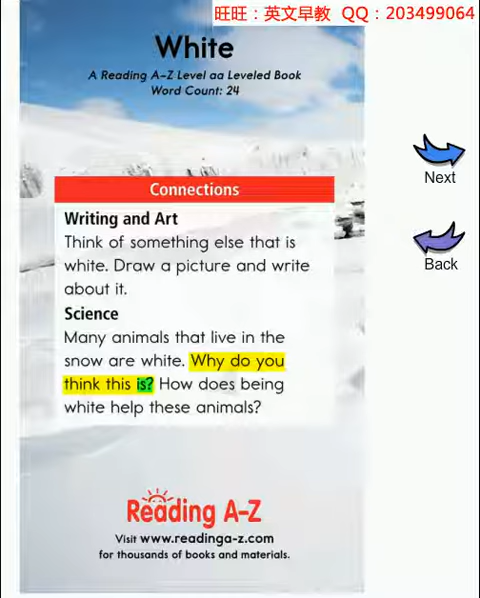 旺旺：英文早教 QQ：203499064
White
A Reading A–Z Level aa Leveled Book
Word Count: 24
Connections
Writing and Art
Think of something else that is
white. Draw a picture and write
about it.
Science
Many animals that live in the
snow are white. Why do you
think this is? How does being
white help these animals?
Next
Back
Reading A–Z
Visit www.readinga-z.com
for thousands of books and materials.